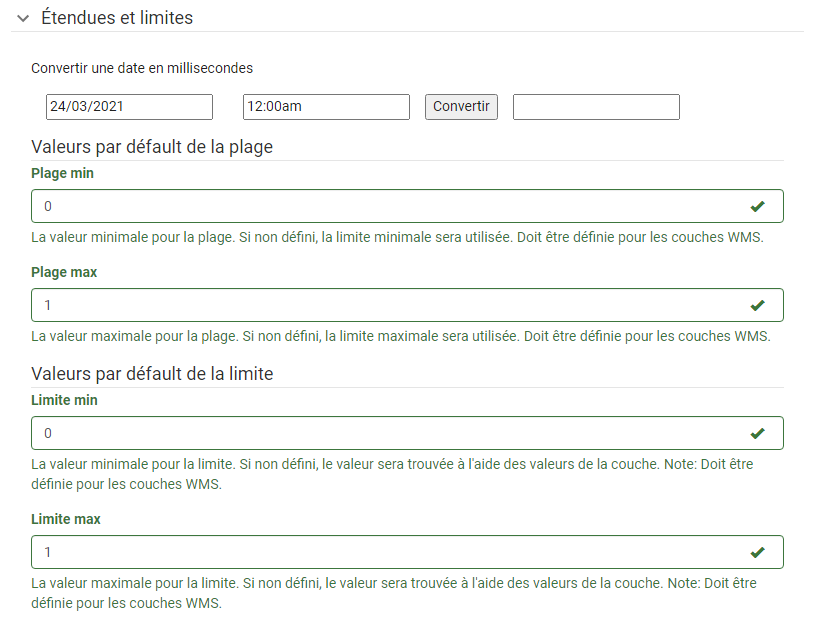 Étendues et limites
Convertir une date en millisecondes
24/03/2021 12:00am Convertir
Valeurs par défault de la plage
Plage min
0
La valeur minimale pour la plage. Si non défini, la limite minimale sera utilisée. Doit être définie pour les couches WMS.
Plage max
1
La valeur maximale pour la plage. Si non défini, la limite maximale sera utilisée. Doit être définie pour les couches WMS.
Valeurs par défault de la limite
Limite min
0
La valeur minimale pour la limite. Si non défini, le valeur sera trouvée à l'aide des valeurs de la couche. Note: Doit être
définie pour les couches WMS.
Limite max
1
La valeur maximale pour la limite. Si non défini, le valeur sera trouvée à l'aide des valeurs de la couche. Note: Doit être
définie pour les couches WMS.